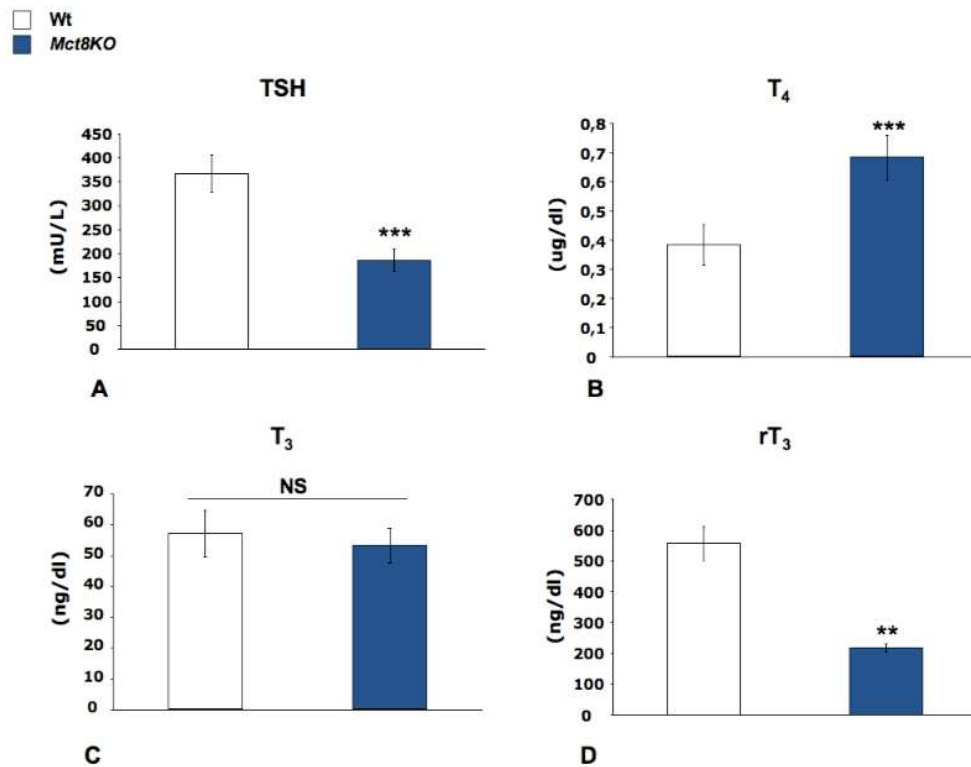 Wt
Mct8KO
TSH
450
400
350
300
250
200
150
100
50
0
(mU/L)
***
A
T₄
0,8
0,7
0,6
0,5
0,4
0,3
0,2
0,1
0
(ug/dl)
***
B
T₃
70
60
50
40
30
20
10
0
(ng/dl)
NS
C
rT₃
700
600
500
400
300
200
100
0
(ng/dl)
**
D